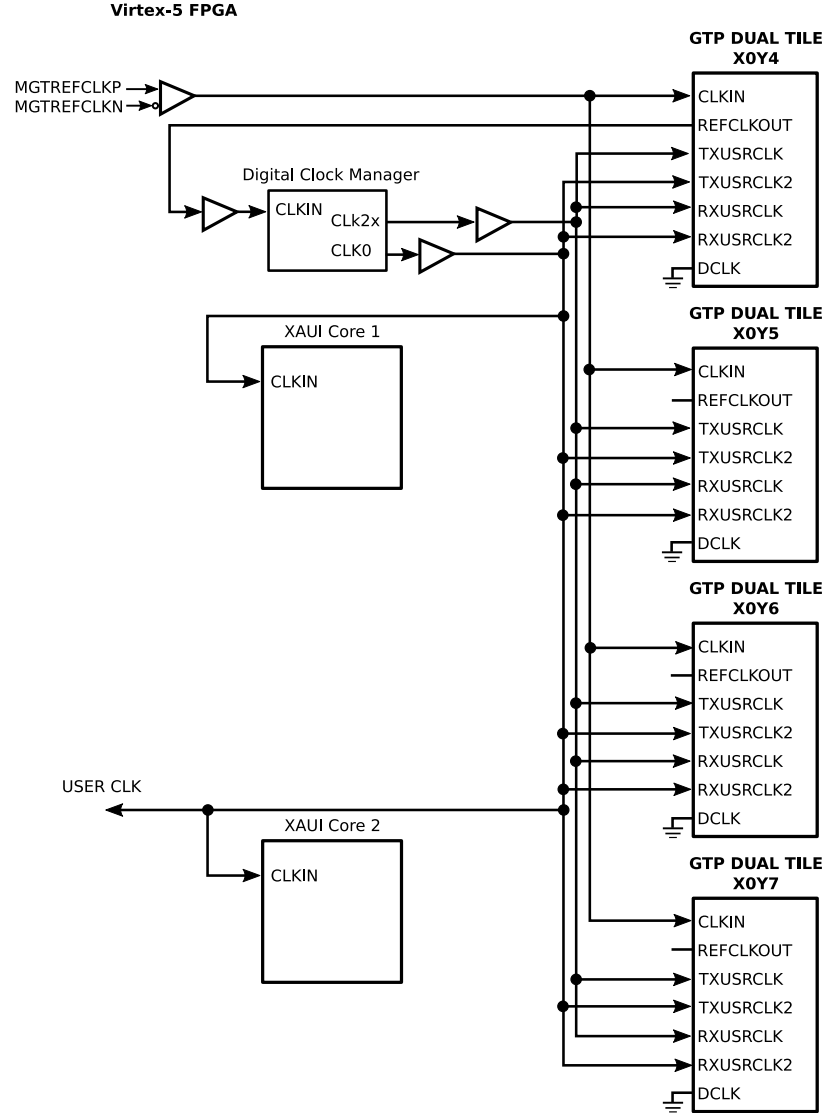 Virtex-5 FPGA
GTP DUAL TILE
X0Y4
MGTREFCLKP
MGTREFCLKN
CLKIN
REFCLKOUT
TXUSRCLK
TXUSRCLK2
RXUSRCLK
RXUSRCLK2
DCLK
Digital Clock Manager
CLKIN
CLk2x
CLK0
GTP DUAL TILE
X0Y5
CLKIN
REFCLKOUT
TXUSRCLK
TXUSRCLK2
RXUSRCLK
RXUSRCLK2
DCLK
XAUI Core 1
CLKIN
GTP DUAL TILE
X0Y6
CLKIN
REFCLKOUT
TXUSRCLK
TXUSRCLK2
RXUSRCLK
RXUSRCLK2
DCLK
USER CLK
XAUI Core 2
CLKIN
GTP DUAL TILE
X0Y7
CLKIN
REFCLKOUT
TXUSRCLK
TXUSRCLK2
RXUSRCLK
RXUSRCLK2
DCLK